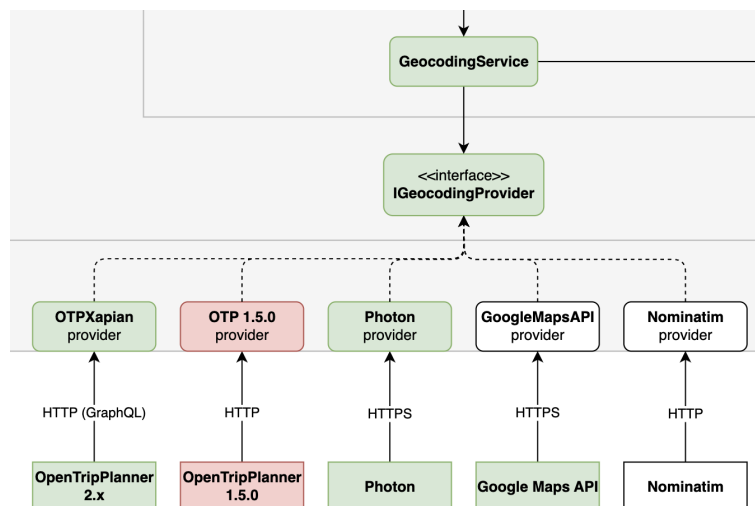 GeocodingService
<<interface>>
IGeocodingProvider
OTPXapian
provider
OTP 1.5.0
provider
Photon
provider
GoogleMapsAPI
provider
Nominatim
provider
HTTP (GraphQL)
HTTP
HTTPS
HTTPS
HTTP
OpenTripPlanner
2.x
OpenTripPlanner
1.5.0
Photon
Google Maps API
Nominatim